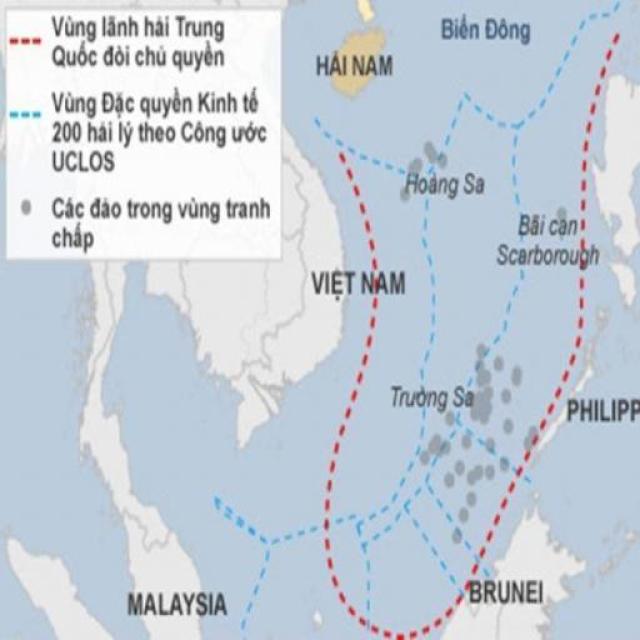 Vùng lãnh hải Trung
Quốc đòi chủ quyền
Vùng Đặc quyền Kinh tế
200 hải lý theo Công ước
UCLOS
Các đảo trong vùng tranh
chấp
Biển Đông
HẢI NAM
Hoàng Sa
Bãi cạn
Scarborough
VIỆT NAM
Trường Sa
PHILIPP
BRUNEI
MALAYSIA